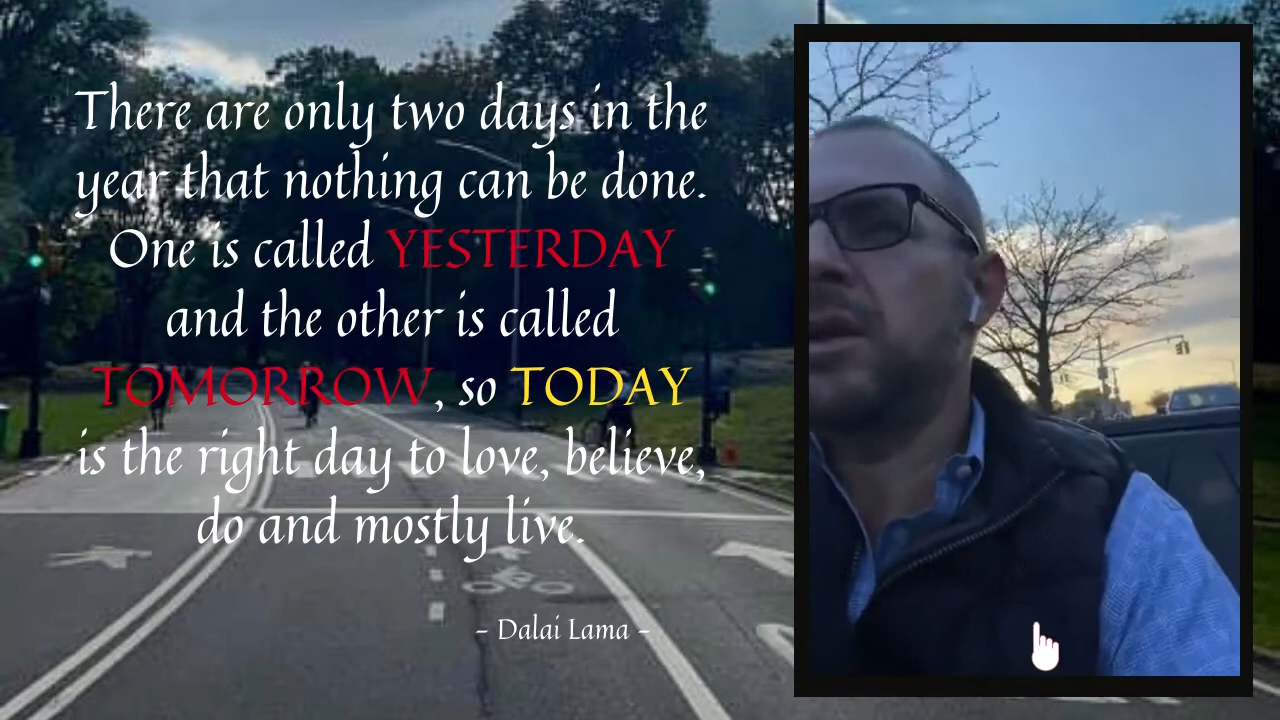 There are only two days in the
year that nothing can be done.
One is called YESTERDAY
and the other is called
TOMORROW, so TODAY
is the right day to love, believe,
do and mostly live.
- Dalai Lama -